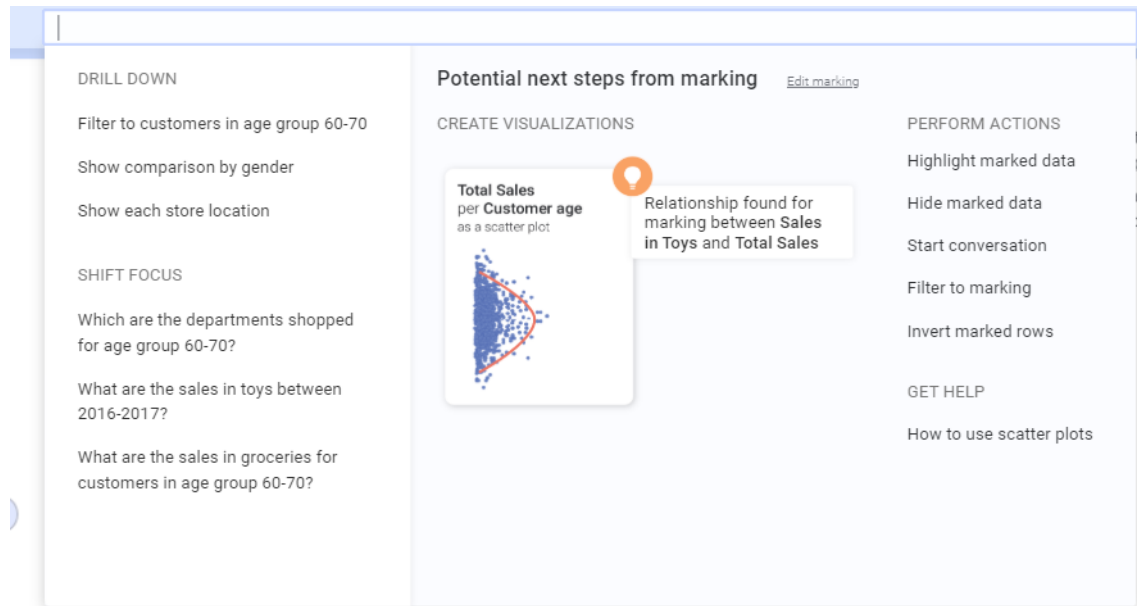 DRILL DOWN
Filter to customers in age group 60-70
Show comparison by gender
Show each store location
SHIFT FOCUS
Which are the departments shopped
for age group 60-70?
What are the sales in toys between
2016-2017?
What are the sales in groceries for
customers in age group 60-70?
Potential next steps from marking
Edit marking
CREATE VISUALIZATIONS
Total Sales
per Customer age
as a scatter plot
Relationship found for
marking between Sales
in Toys and Total Sales
PERFORM ACTIONS
Highlight marked data
Hide marked data
Start conversation
Filter to marking
Invert marked rows
GET HELP
How to use scatter plots